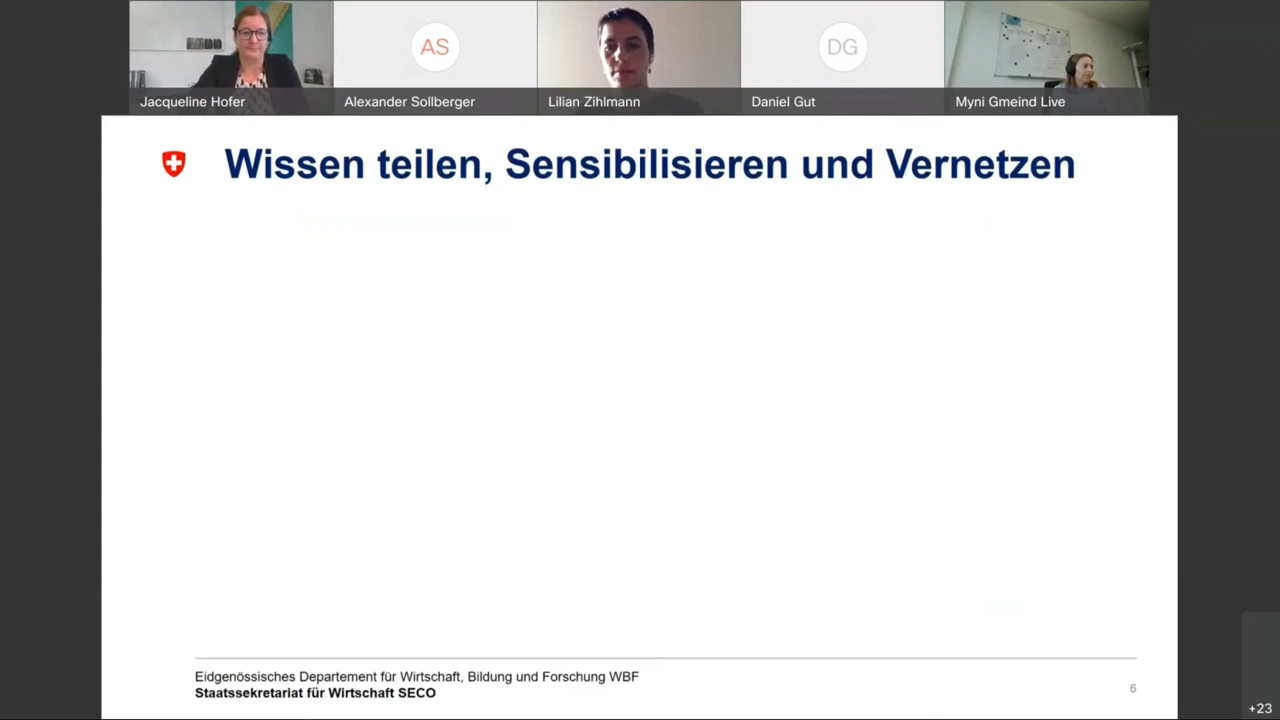 AS
DG
Jacqueline Hofer
Alexander Sollberger
Lilian Zihlmann
Daniel Gut
Myni Gmeind Live
Wissen teilen, Sensibilisieren und Vernetzen
Eidgenössisches Departement für Wirtschaft, Bildung und Forschung WBF
Staatssekretariat für Wirtschaft SECO
6
+23